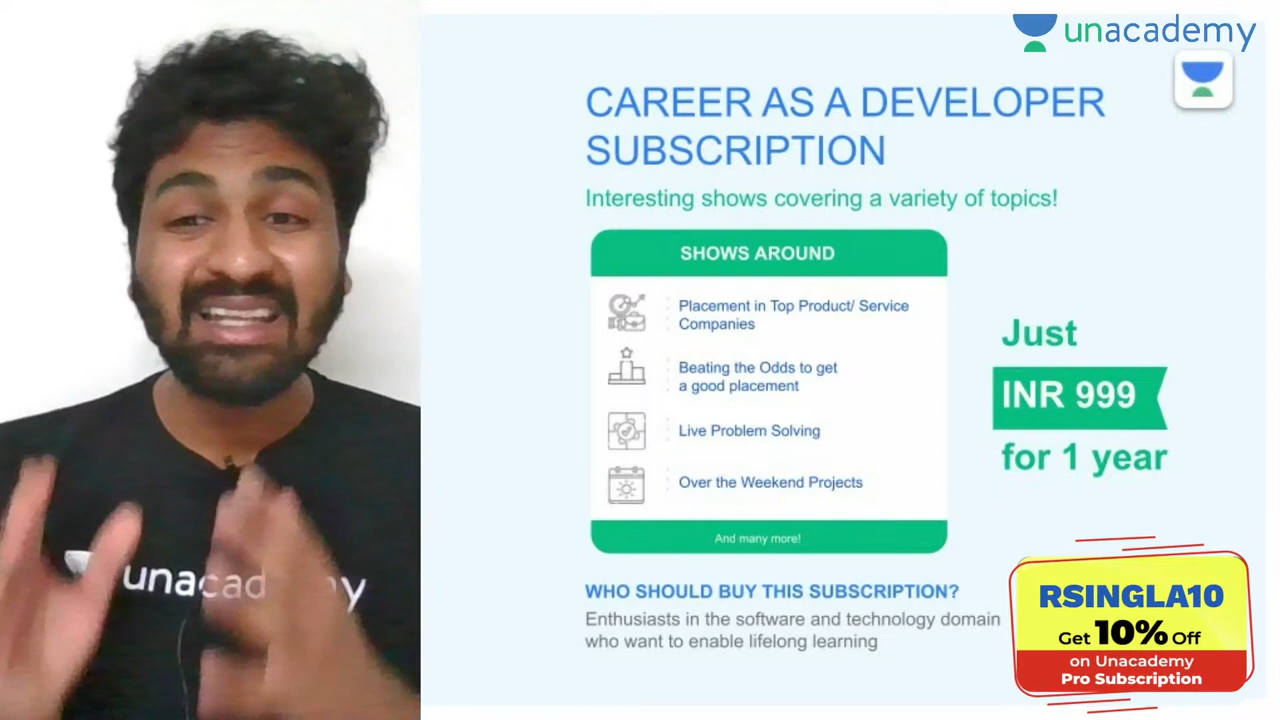 unacademy
CAREER AS A DEVELOPER
SUBSCRIPTION
Interesting shows covering a variety of topics!
SHOWS AROUND
Placement in Top Product/ Service
Companies
Beating the Odds to get
a good placement
Live Problem Solving
Over the Weekend Projects
And many more!
Just
INR 999
for 1 year
WHO SHOULD BUY THIS SUBSCRIPTION?
Enthusiasts in the software and technology domain
who want to enable lifelong learning
RSINGLA10
Get 10% Off
on Unacademy
Pro Subscription
unacad my